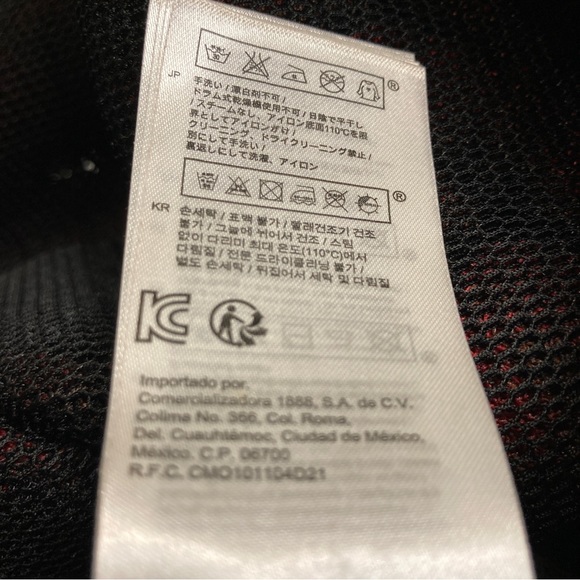 JP
手洗い / 漂白剤不可 /
ドラム式乾燥機使用不可 / 日陰で平干し
/ スチームなし、アイロン底面110℃を限
界としてアイロンがけ /
クリーニング、ドライクリーニング禁止 /
別にして手洗い /
裏返しにして洗濯、アイロン
®
KR 손세탁 / 표백 불가 / 빨래건조기 건조
불가 / 그늘에 뉘어서 건조 / 스팀
없이 다리미 최대 온도(110°C)에서
다림질 / 전문 드라이클리닝 불가 /
별도 손세탁 / 뒤집어서 세탁 및 다림질
®
Importado por.
Comercializadora 1888, S.A. de C.V.
Colima No. 366, Col. Roma,
Del. Cuauhtémoc, Ciudad de México,
México. C.P. 06700
R.F.C. CMO101104D21